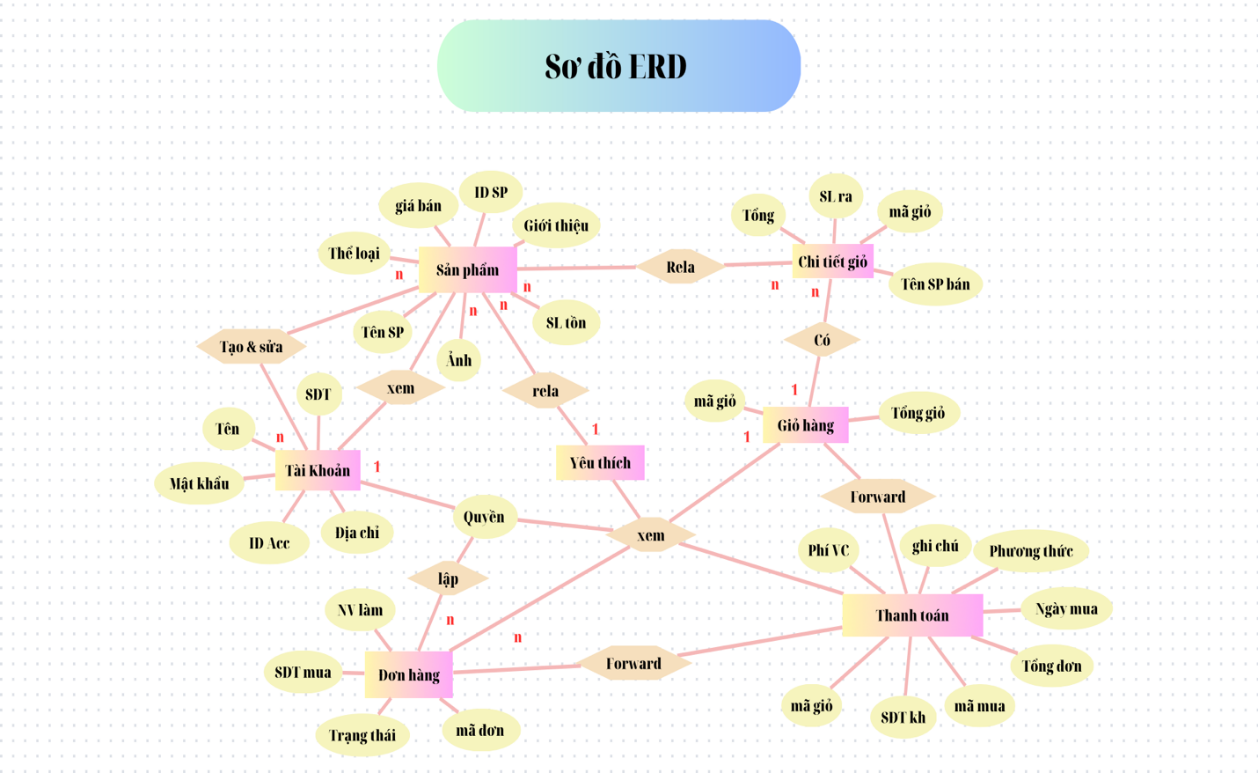 Sơ đồ ERD
ID SP
giá bán
SL ra
Tổng
mã giỏ
Giới thiệu
Thể loại
Sản phẩm
Rela
Chi tiết giỏ
n
n
n
n
Tên SP bán
n
n
n
SL tồn
Tên SP
Có
Tạo & sửa
Ảnh
xem
rela
1
SĐT
mã giỏ
Tổng giỏ
Tên
Giỏ hàng
n
1
1
Tài Khoản
1
Yêu thích
Mật khẩu
Forward
Quyền
Địa chỉ
xem
ID Acc
ghi chú
Phí VC
Phương thức
lập
NV làm
Ngày mua
n
Thanh toán
n
Forward
Tổng đơn
SĐT mua
Đơn hàng
mã giỏ
mã mua
SĐT kh
mã đơn
Trạng thái